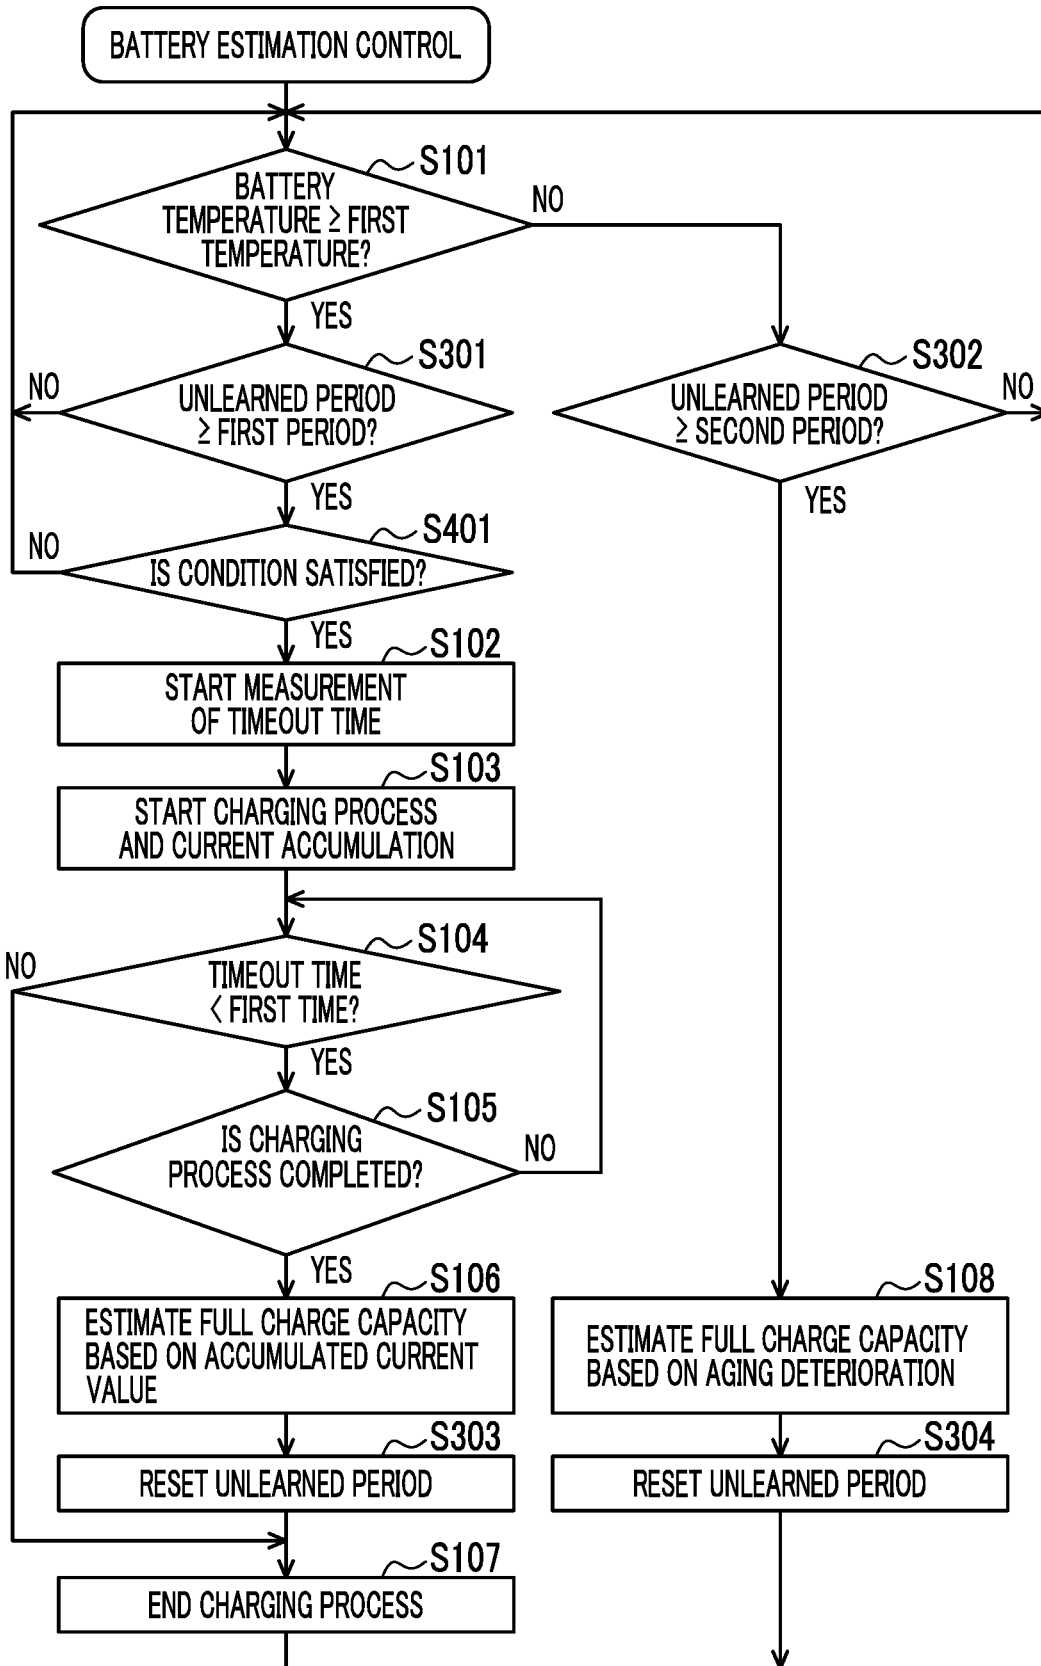 BATTERY ESTIMATION CONTROL
S101
BATTERY
TEMPERATURE ≥ FIRST
TEMPERATURE?
NO
YES
S301
NO
UNLEARNED PERIOD
≥ FIRST PERIOD?
YES
S302
NO
UNLEARNED PERIOD
≥ SECOND PERIOD?
YES
S401
NO
IS CONDITION SATISFIED?
YES
S102
START MEASUREMENT
OF TIMEOUT TIME
S103
START CHARGING PROCESS
AND CURRENT ACCUMULATION
S104
NO
TIMEOUT TIME
< FIRST TIME?
YES
S105
IS CHARGING
PROCESS COMPLETED?
NO
YES
S106
ESTIMATE FULL CHARGE CAPACITY
BASED ON ACCUMULATED CURRENT
VALUE
S108
ESTIMATE FULL CHARGE CAPACITY
BASED ON AGING DETERIORATION
S303
RESET UNLEARNED PERIOD
S304
RESET UNLEARNED PERIOD
S107
END CHARGING PROCESS